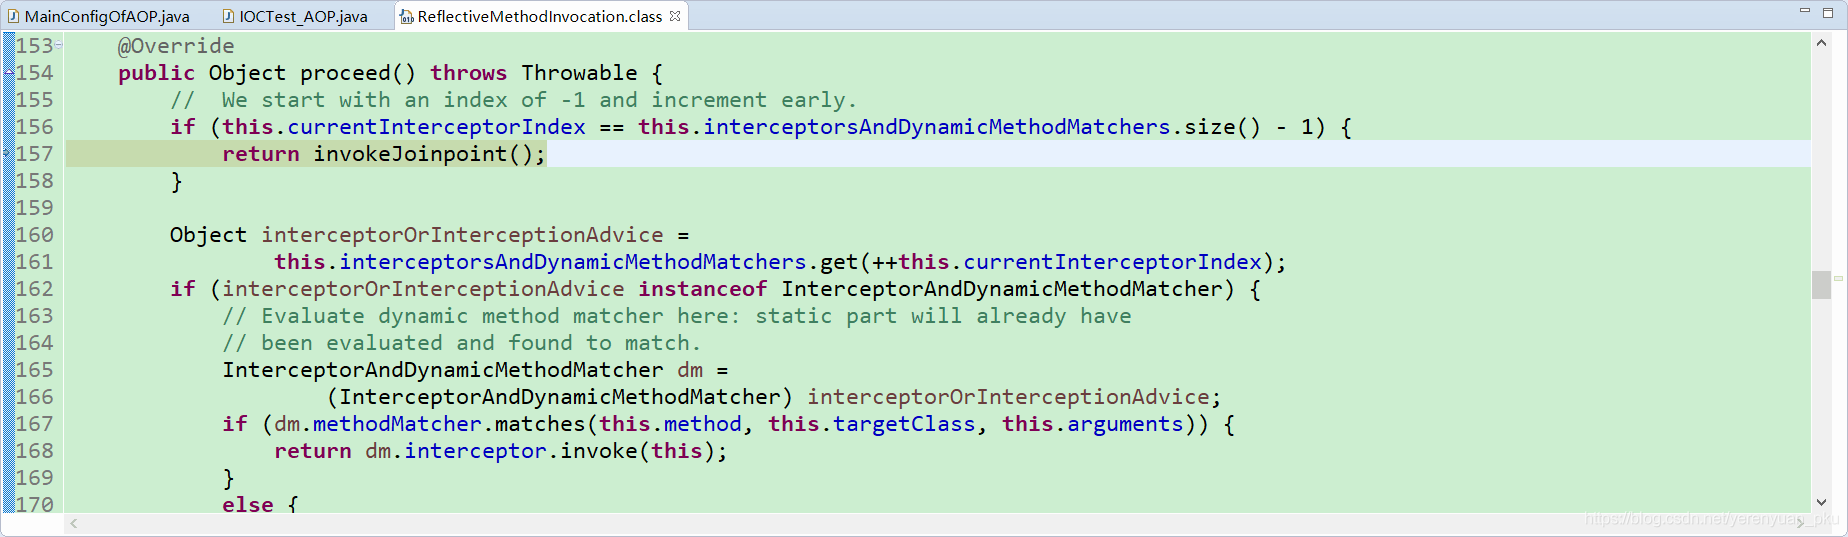 MainConfigOfAOP.java IOCTest_AOP.java ReflectiveMethodInvocation.class
153 @Override
154 public Object proceed() throws Throwable {
155 //  We start with an index of -1 and increment early.
156 if (this.currentInterceptorIndex == this.interceptorsAndDynamicMethodMatchers.size() - 1) {
157 return invokeJoinpoint();
158 }
159
160 Object interceptorOrInterceptionAdvice =
161 this.interceptorsAndDynamicMethodMatchers.get(++this.currentInterceptorIndex);
162 if (interceptorOrInterceptionAdvice instanceof InterceptorAndDynamicMethodMatcher) {
163 // Evaluate dynamic method matcher here: static part will already have
164 // been evaluated and found to match.
165 InterceptorAndDynamicMethodMatcher dm =
166 (InterceptorAndDynamicMethodMatcher) interceptorOrInterceptionAdvice;
167 if (dm.methodMatcher.matches(this.method, this.targetClass, this.arguments)) {
168 return dm.interceptor.invoke(this);
169 }
170 else {
https://blog.csdn.net/yerenyuan_pku